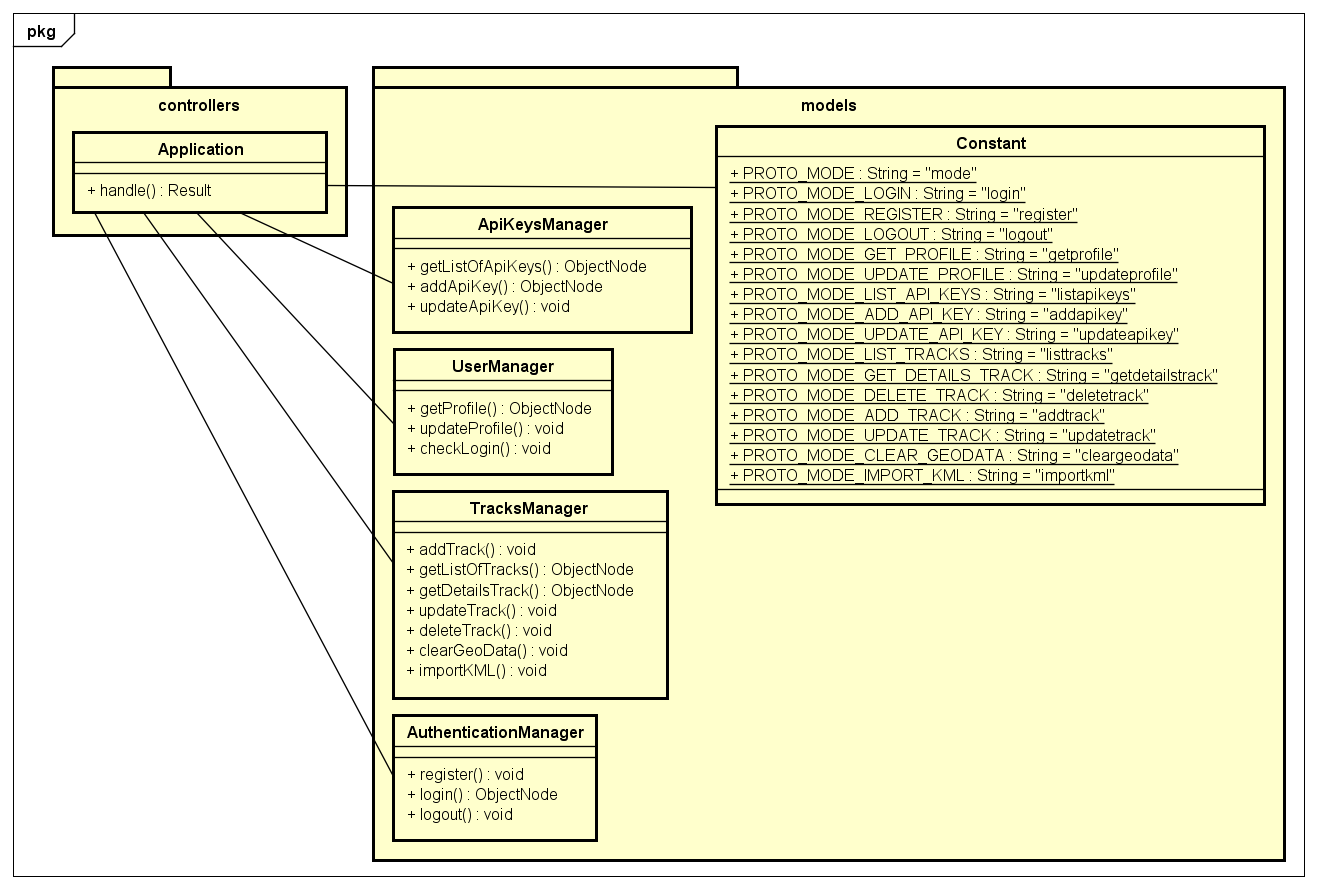 pkg
controllers
Application
+ handle() : Result
models
Constant
+ PROTO_MODE : String = "mode"
+ PROTO_MODE_LOGIN : String = "login"
+ PROTO_MODE_REGISTER : String = "register"
+ PROTO_MODE_LOGOUT : String = "logout"
+ PROTO_MODE_GET_PROFILE : String = "getprofile"
+ PROTO_MODE_UPDATE_PROFILE : String = "updateprofile"
+ PROTO_MODE_LIST_API_KEYS : String = "listapikeys"
+ PROTO_MODE_ADD_API_KEY : String = "addapikey"
+ PROTO_MODE_UPDATE_API_KEY : String = "updateapikey"
+ PROTO_MODE_LIST_TRACKS : String = "listtracks"
+ PROTO_MODE_GET_DETAILS_TRACK : String = "getdetailstrack"
+ PROTO_MODE_DELETE_TRACK : String = "deletetrack"
+ PROTO_MODE_ADD_TRACK : String = "addtrack"
+ PROTO_MODE_UPDATE_TRACK : String = "updatetrack"
+ PROTO_MODE_CLEAR_GEODATA : String = "cleargeodata"
+ PROTO_MODE_IMPORT_KML : String = "importkml"
ApiKeysManager
+ getListOfApiKeys() : ObjectNode
+ addApiKey() : ObjectNode
+ updateApiKey() : void
UserManager
+ getProfile() : ObjectNode
+ updateProfile() : void
+ checkLogin() : void
TracksManager
+ addTrack() : void
+ getListOfTracks() : ObjectNode
+ getDetailsTrack() : ObjectNode
+ updateTrack() : void
+ deleteTrack() : void
+ clearGeoData() : void
+ importKML() : void
AuthenticationManager
+ register() : void
+ login() : ObjectNode
+ logout() : void